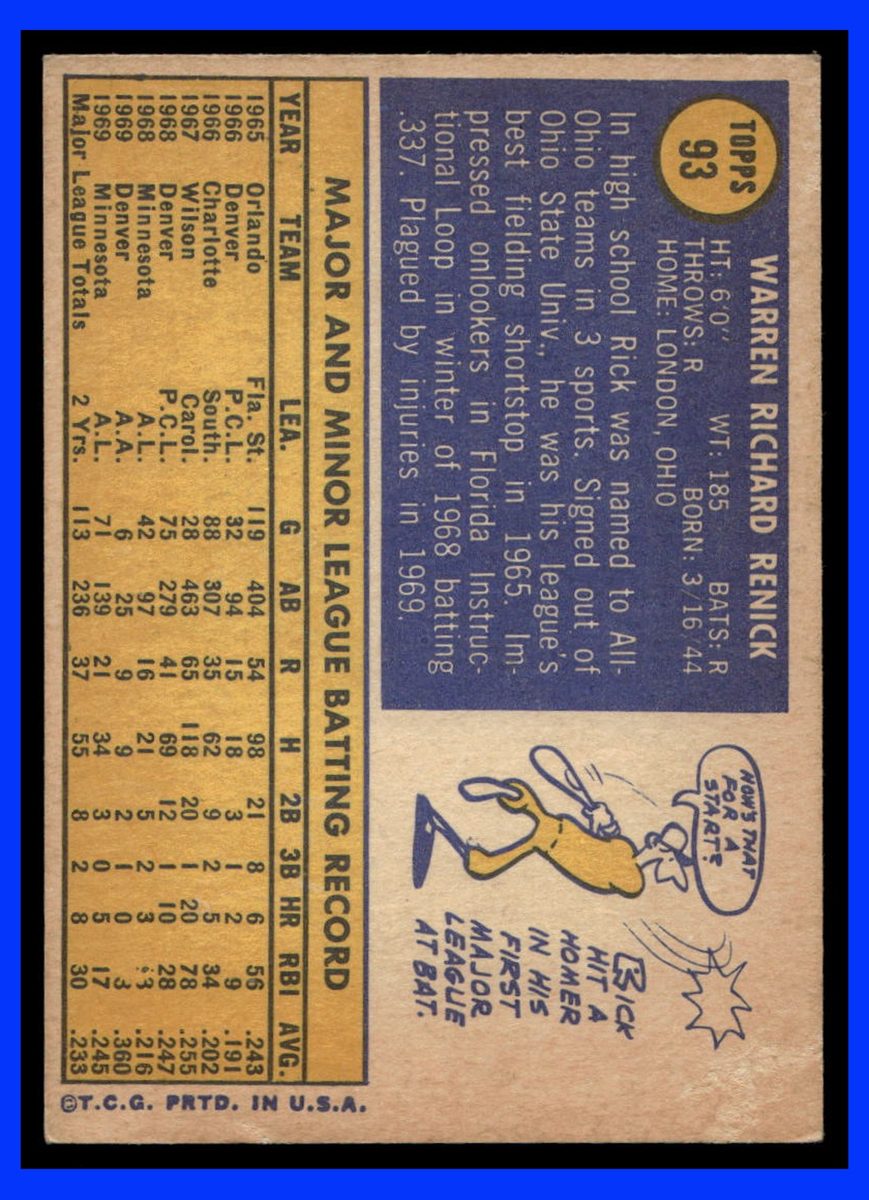 TOPPS
93
WARREN RICHARD RENICK
HT: 6'0" WT: 185 BATS: R
THROWS: R BORN: 3/16/44
HOME: LONDON, OHIO
In high school Rick was named to All-
Ohio teams in 3 sports. Signed out of
Ohio State Univ., he was his league's
best fielding shortstop in 1965. Im-
pressed onlookers in Florida Instruc-
tional Loop in winter of 1968 batting
.337. Plagued by injuries in 1969.
HOW'S THAT
FOR A
START?
RICK
HIT A
HOMER
IN HIS
FIRST
MAJOR
LEAGUE
AT BAT.
MAJOR AND MINOR LEAGUE BATTING RECORD
YEAR TEAM LEA. G AB R H 2B 3B HR RBI AVG.
1965 Orlando Fla. St. 119 404 54 98 21 8 6 56 .243
1966 Denver P.C.L. 32 94 15 18 3 1 2 9 .191
1966 Charlotte South. 88 307 35 62 9 2 5 34 .202
1967 Wilson Carol. 28 463 65 118 20 1 20 78 .255
1968 Denver P.C.L. 75 279 41 69 12 1 10 28 .247
1968 Minnesota A.L. 42 97 16 21 5 2 3 13 .216
1969 Denver A.A. 6 25 9 9 2 1 0 3 .360
1969 Minnesota A.L. 71 139 21 34 3 0 5 17 .245
Major League Totals 2 Yrs. 113 236 37 55 8 2 8 30 .233
©T.C.G. PRTD. IN U.S.A.